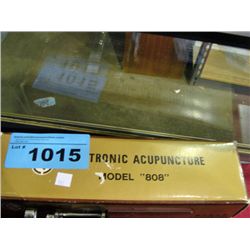 Lot # 1015
TRONIC ACUPUNCTURE
MODEL "808"